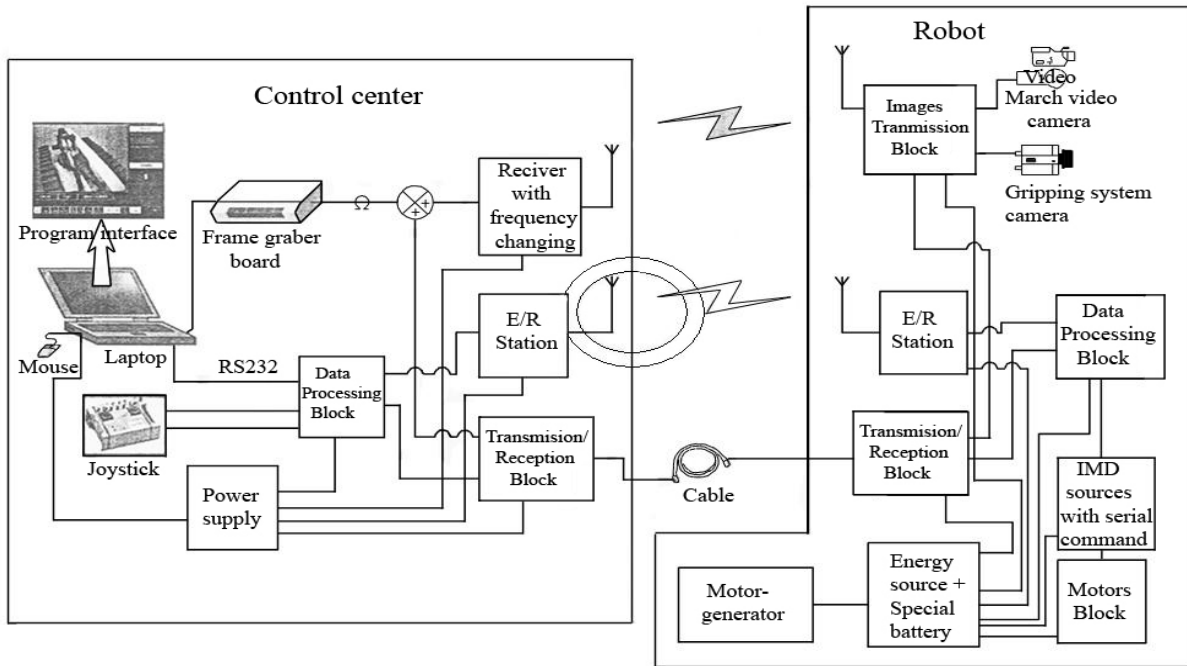 Control center
Program interface
Frame graber
board
Ω
+
+
Reciver
with
frequency
changing
E/R
Station
Laptop
Mouse
RS232
Data
Processing
Block
Joystick
Transmision/
Reception
Block
Power
supply
Cable
Robot
Images
Tranmission
Block
Video
March video
camera
Gripping system
camera
E/R
Station
Data
Processing
Block
Transmision/
Reception
Block
IMD
sources
with serial
command
Motor-
generator
Energy
source +
Special
battery
Motors
Block